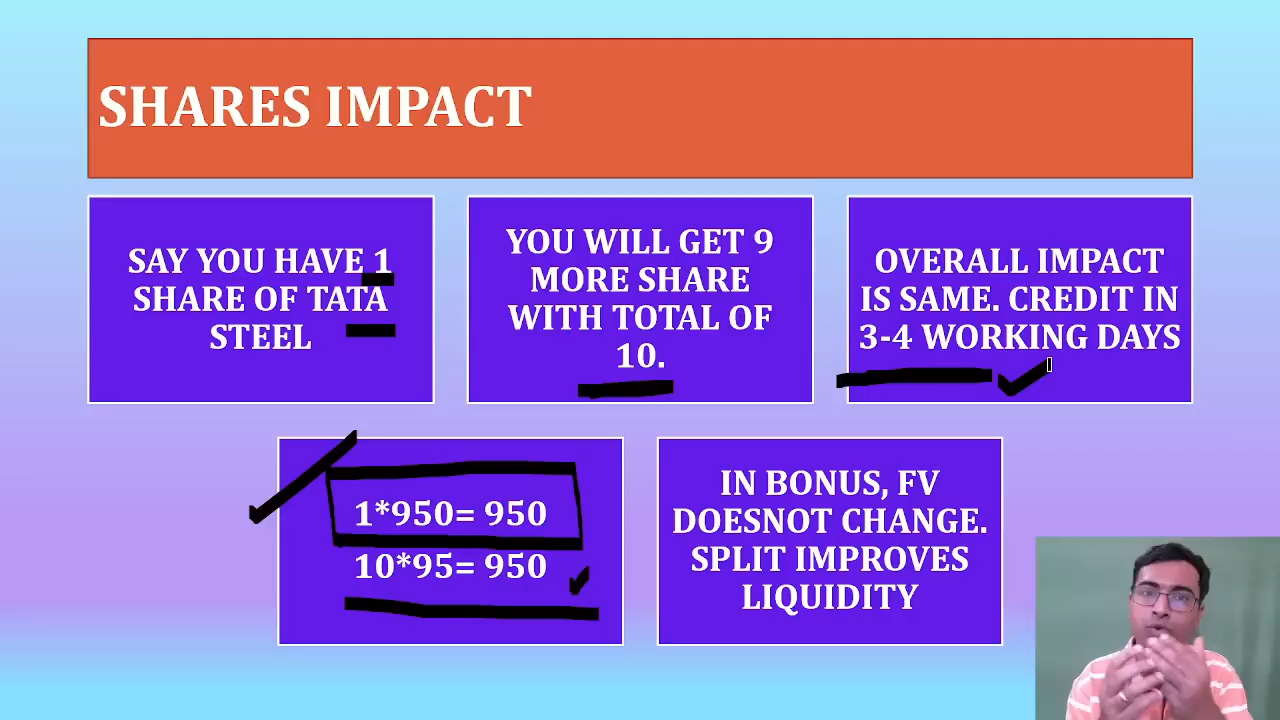 SHARES IMPACT
SAY YOU HAVE 1
SHARE OF TATA
STEEL
YOU WILL GET 9
MORE SHARE
WITH TOTAL OF
10.
OVERALL IMPACT
IS SAME. CREDIT IN
3-4 WORKING DAYS
1*950= 950
10*95= 950
IN BONUS, FV
DOESNOT CHANGE.
SPLIT IMPROVES
LIQUIDITY